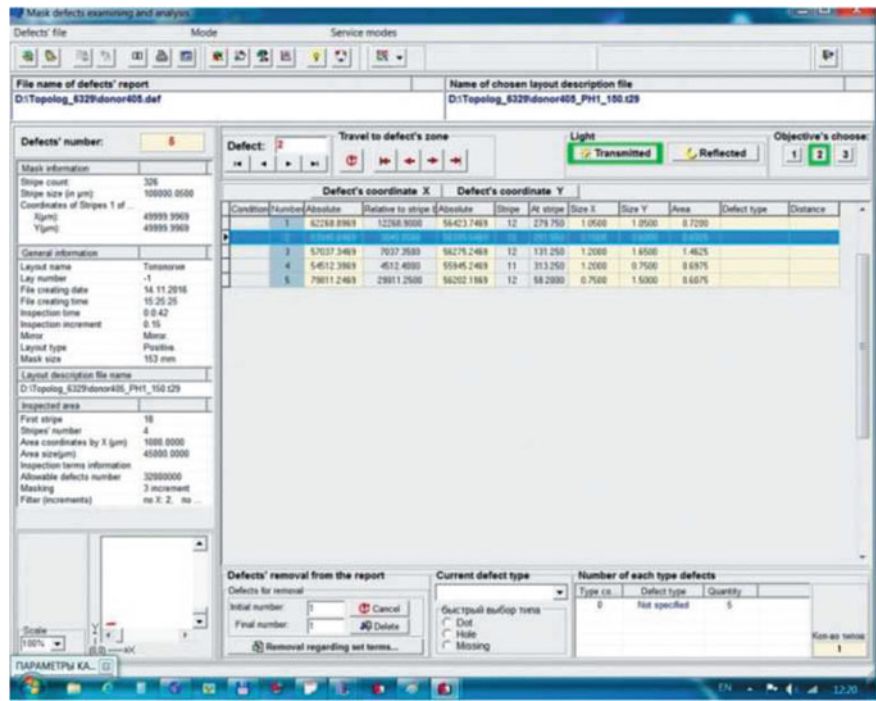 Mask defects examining and analysis
Defects' file Mode Service modes
File name of defects' report
Name of chosen layout description file
D:\Topolog_6329\donor405.def
D:\Topolog_6329\donor405_PH1_150.t29
Defects' number: 5
Defect: 2
Travel to defect's zone
Light
Transmitted
Reflected
Objective's choose:
1 2 3
Mask information
Stripe count 326
Stripe size (in µm) 100000.0500
Coordinates of Stripes 1 of ...
X(µm) 49999.9969
Y(µm) 49999.9969
General information
Layout name
Lay number -1
File creating date 14.11.2016
File creating time 15:25:25
Inspection time 0:0:42
Inspection increment 0.15
Mirror Mirror
Layout type Positive
Mask size 153 mm
Layout description file name
D:\Topolog_6329\donor405_PH1_150.t29
Inspected area
First stripe
Stripes' number 4
Area coordinates by X (µm) 1000.0000
Area size(µm) 45000.0000
Inspection terms information
Allowable defects number
Masking 3 increment
Filter (increments) no X: 2, no ...
Defect's coordinate X Defect's coordinate Y
Condition Number Absolute Relative to stripe Absolute Stripe At stripe Size X Size Y Area Defect type Distance
1 62268.8969 12268.9000 56423.7469 12 279.750 1.0500 1.0500 0.7200
2
3 57037.3469 7037.3500 56275.2469 12 131.250 1.2000 1.6500 1.4625
4 54512.3969 4512.4000 55945.2469 11 313.250 1.2000 0.7500 0.6975
5 79811.2469 29811.2500 56202.1969 12 58.2000 0.7500 1.5000 0.6075
Defects' removal from the report
Defects for removal
Initial number: 1 Cancel
Final number: 1 Delete
Removal regarding set terms...
Current defect type
быстрый выбор типа
Dot
Hole
Missing
Number of each type defects
Type co... Defect type Quantity
0 Not specified 5
Кол-во типов
1
Scale
100%
Y
(0,0) X
ПАРАМЕТРЫ КА...
EN 12:20